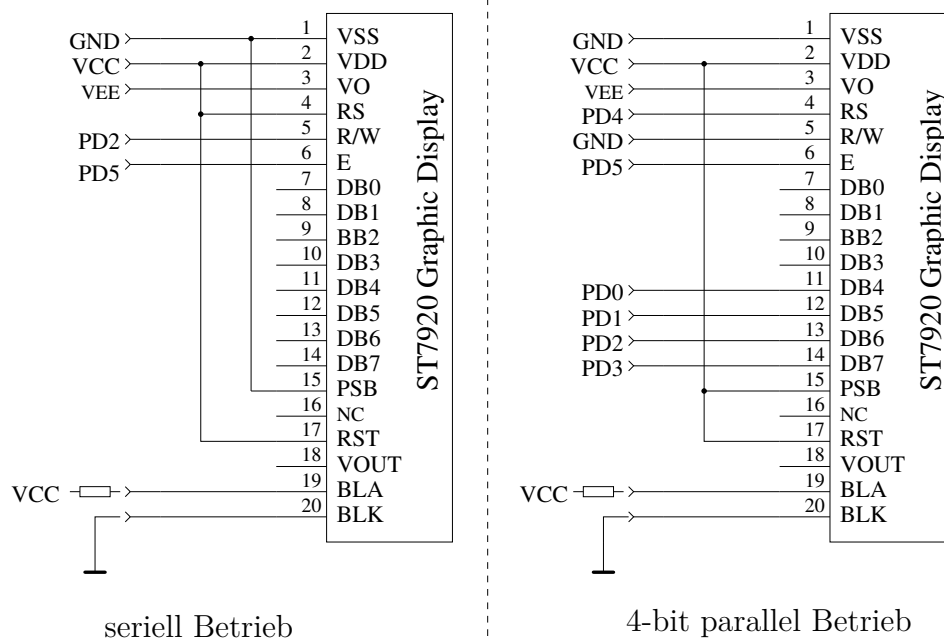 GND 1 VSS
VCC 2 VDD
VEE 3 VO
4 RS
PD2 5 R/W
PD5 6 E
7 DB0
8 DB1
9 BB2
10 DB3
11 DB4
12 DB5
13 DB6
14 DB7
15 PSB
16 NC
17 RST
18 VOUT
VCC 19 BLA
20 BLK
ST7920 Graphic Display
seriell Betrieb
GND 1 VSS
VCC 2 VDD
VEE 3 VO
PD4 4 RS
GND 5 R/W
PD5 6 E
7 DB0
8 DB1
9 BB2
10 DB3
PD0 11 DB4
PD1 12 DB5
PD2 13 DB6
PD3 14 DB7
15 PSB
16 NC
17 RST
18 VOUT
VCC 19 BLA
20 BLK
ST7920 Graphic Display
4-bit parallel Betrieb